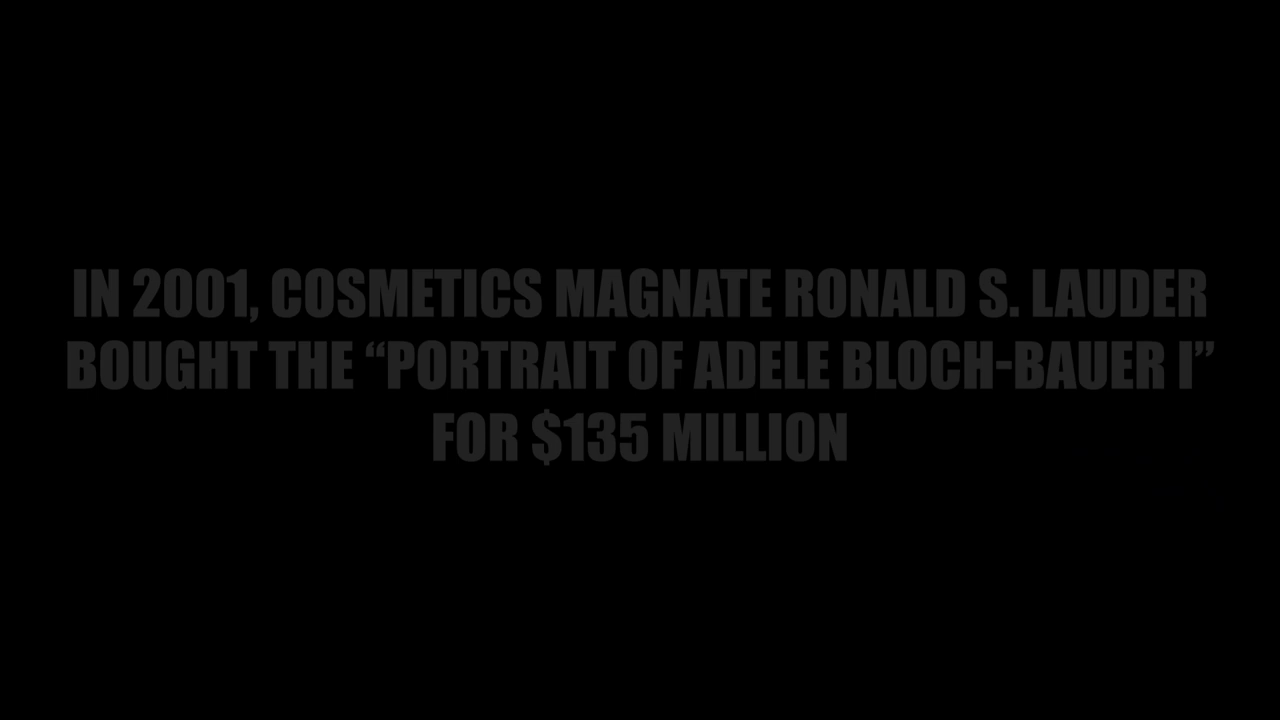 IN 2001, COSMETICS MAGNATE RONALD S. LAUDER
BOUGHT THE “PORTRAIT OF ADELE BLOCH-BAUER I”
FOR $135 MILLION